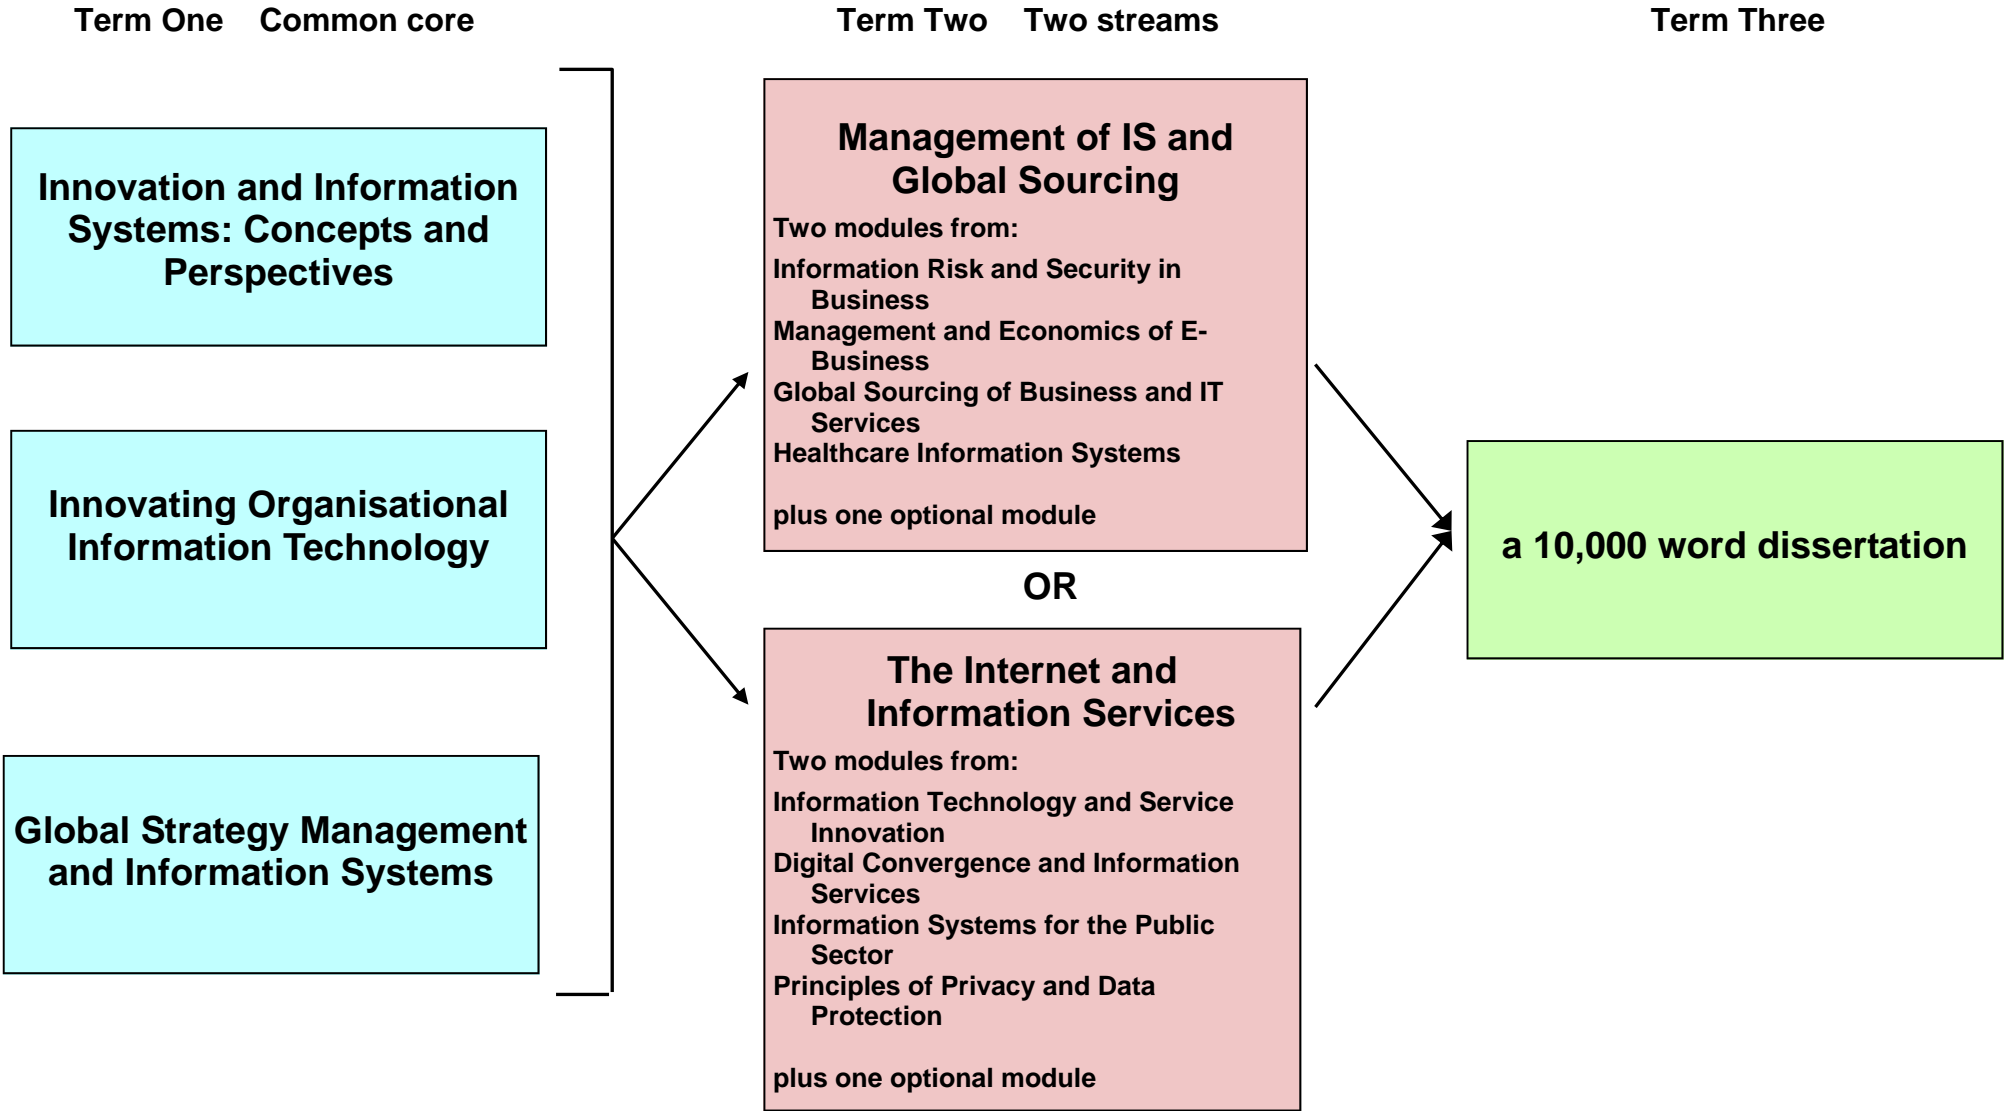 Term One Common core
Term Two Two streams
Term Three
Innovation and Information
Systems: Concepts and
Perspectives
Innovating Organisational
Information Technology
Global Strategy Management
and Information Systems
Management of IS and
Global Sourcing
Two modules from:
Information Risk and Security in
Business
Management and Economics of E-
Business
Global Sourcing of Business and IT
Services
Healthcare Information Systems
plus one optional module
OR
The Internet and
Information Services
Two modules from:
Information Technology and Service
Innovation
Digital Convergence and Information
Services
Information Systems for the Public
Sector
Principles of Privacy and Data
Protection
plus one optional module
a 10,000 word dissertation